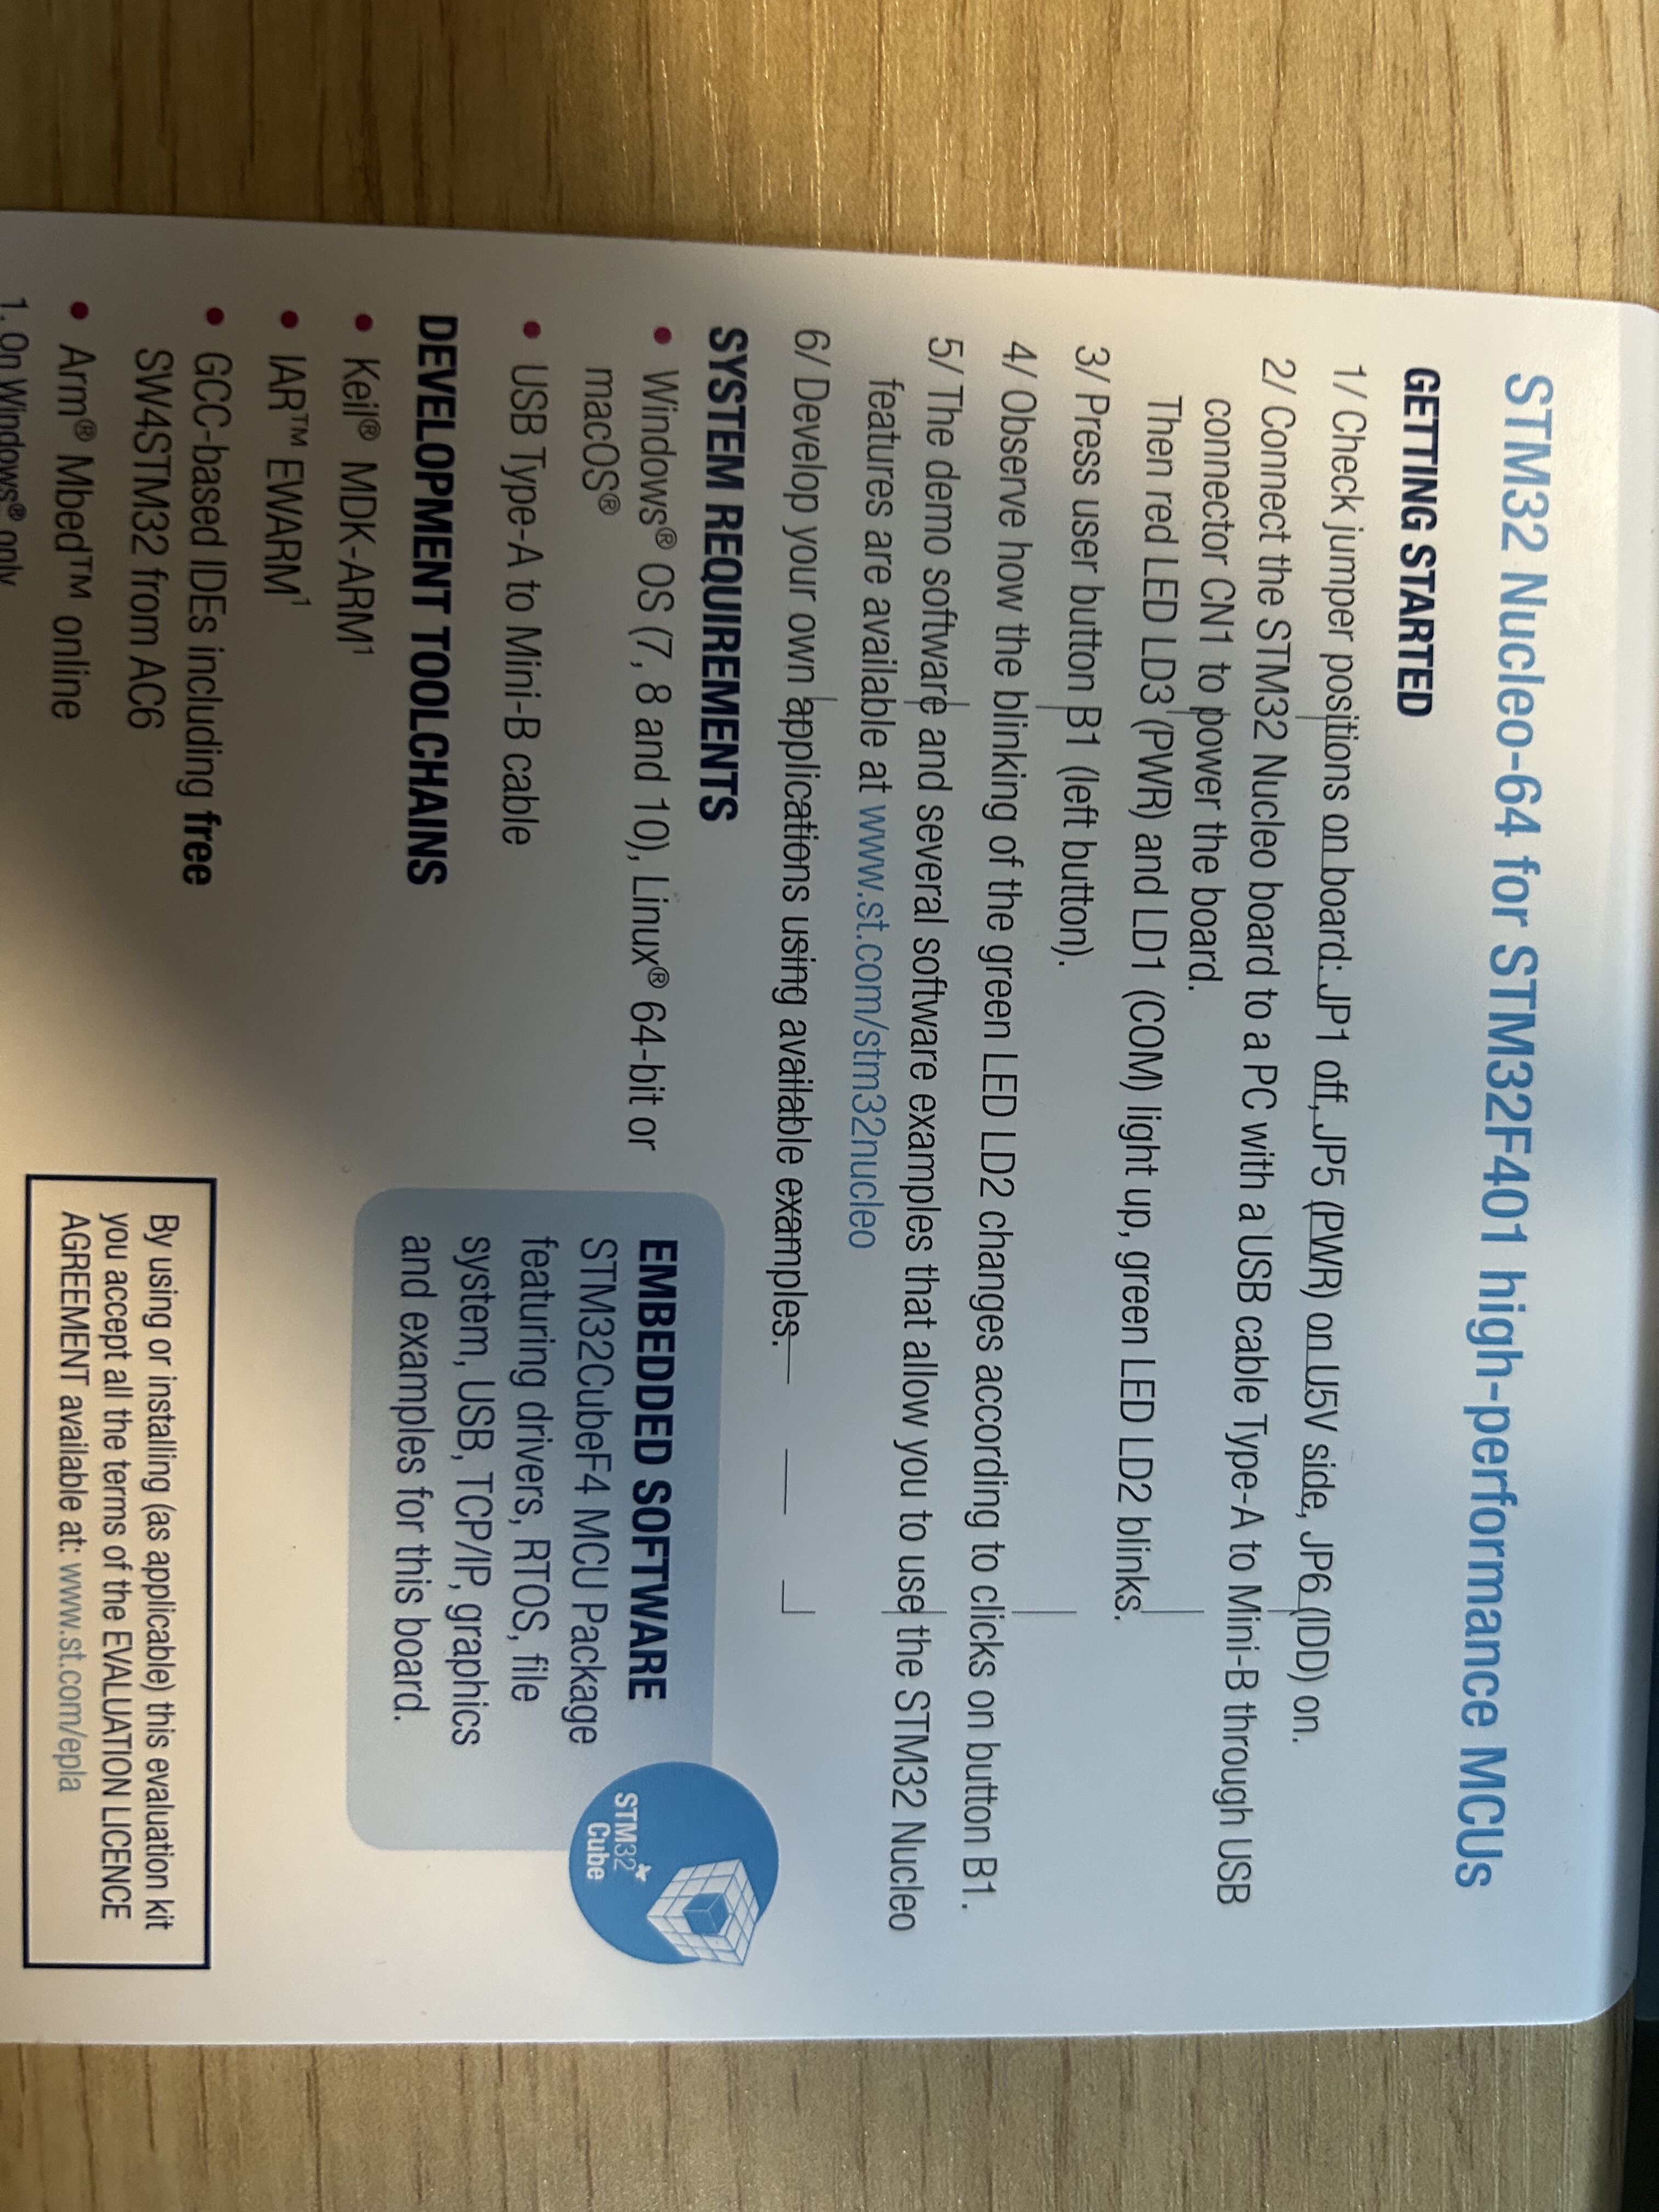 STM32 Nucleo-64 for STM32F401 high-performance MCUs
GETTING STARTED
1/ Check jumper positions on board: JP1 off, JP5 (PWR) on U5V side, JP6 (IDD) on.
2/ Connect the STM32 Nucleo board to a PC with a USB cable Type-A to Mini-B through USB
connector CN1 to power the board.
Then red LED LD3 (PWR) and LD1 (COM) light up, green LED LD2 blinks.
3/ Press user button B1 (left button).
4/ Observe how the blinking of the green LED LD2 changes according to clicks on button B1.
5/ The demo software and several software examples that allow you to use the STM32 Nucleo
features are available at www.st.com/stm32nucleo
6/ Develop your own applications using available examples.
SYSTEM REQUIREMENTS
• Windows® OS (7, 8 and 10), Linux® 64-bit or
macOS®
• USB Type-A to Mini-B cable
DEVELOPMENT TOOLCHAINS
• Keil® MDK-ARM¹
• IAR™ EWARM¹
• GCC-based IDEs including free
SW4STM32 from AC6
• Arm® Mbed™ online
1. On Windows® only
STM32
Cube
EMBEDDED SOFTWARE
STM32CubeF4 MCU Package
featuring drivers, RTOS, file
system, USB, TCP/IP, graphics
and examples for this board.
By using or installing (as applicable) this evaluation kit
you accept all the terms of the EVALUATION LICENCE
AGREEMENT available at: www.st.com/epla